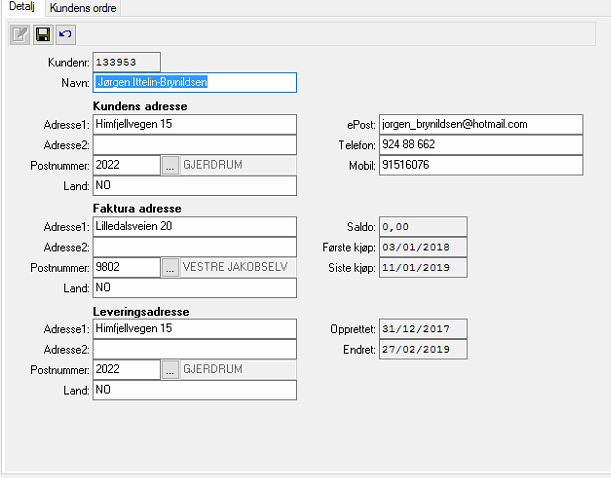 Detalj Kundens ordre
Kundenr: 133953
Navn: Jørgen Ittelin-Brynildsen
Kundens adresse
Adresse1: Himfjellvegen 15 ePost: jorgen_brynildsen@hotmail.com
Adresse2: Telefon: 924 88 662
Postnummer: 2022 ... GJERDRUM Mobil: 91516076
Land: NO
Faktura adresse
Adresse1: Lilledalsveien 20 Saldo: 0,00
Adresse2: Første kjøp: 03/01/2018
Postnummer: 9802 ... VESTRE JAKOBSELV Siste kjøp: 11/01/2019
Land: NO
Leveringsadresse
Adresse1: Himfjellvegen 15 Opprettet: 31/12/2017
Adresse2: Endret: 27/02/2019
Postnummer: 2022 ... GJERDRUM
Land: NO